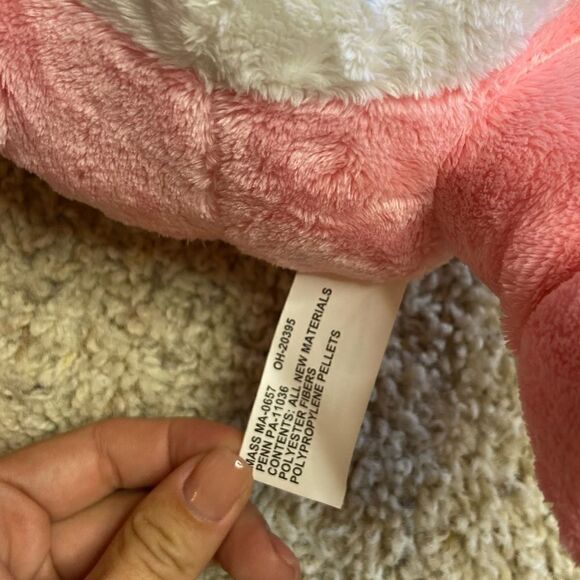 MASS MA-0657 OH-20395
PENN PA-11036
CONTENTS: ALL NEW MATERIALS
POLYESTER FIBERS
POLYPROPYLENE PELLETS